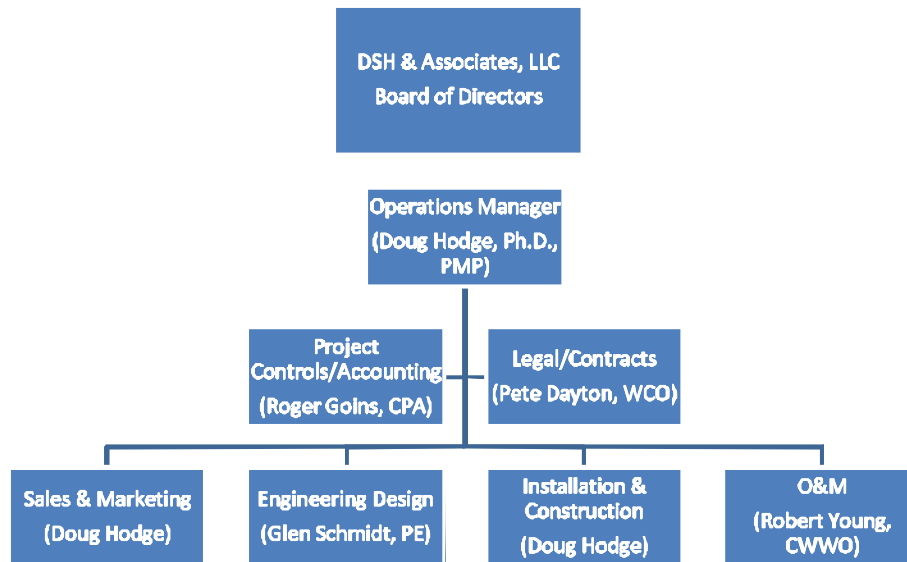 DSH & Associates, LLC
Board of Directors
Operations Manager
(Doug Hodge, Ph.D.,
PMP)
Project
Controls/Accounting
(Roger Goins, CPA)
Legal/Contracts
(Pete Dayton, WCO)
Sales & Marketing
(Doug Hodge)
Engineering Design
(Glen Schmidt, PE)
Installation &
Construction
(Doug Hodge)
O&M
(Robert Young,
CWWO)